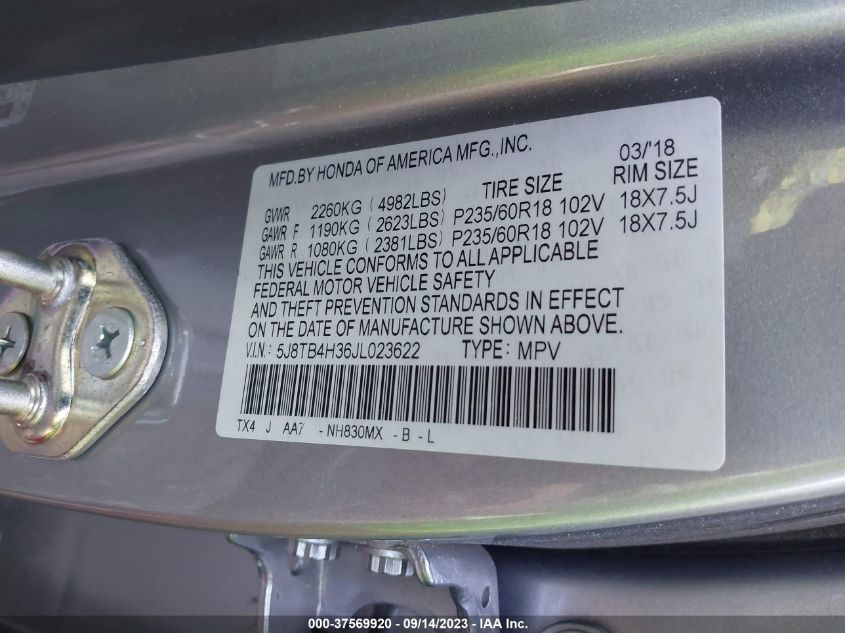 MFD.BY HONDA OF AMERICA MFG.,INC. 03/'18
TIRE SIZE RIM SIZE
GVWR 2260KG ( 4982LBS)
GAWR F 1190KG ( 2623LBS) P235/60R18 102V 18X7.5J
GAWR R 1080KG ( 2381LBS) P235/60R18 102V 18X7.5J
THIS VEHICLE CONFORMS TO ALL APPLICABLE
FEDERAL MOTOR VEHICLE SAFETY
AND THEFT PREVENTION STANDARDS IN EFFECT
ON THE DATE OF MANUFACTURE SHOWN ABOVE.
V.I.N.: 5J8TB4H36JL023622 TYPE: MPV
TX4 J AA7 -NH830MX -B -L
000-37569920 / 09/14/2023 - IAA Inc.